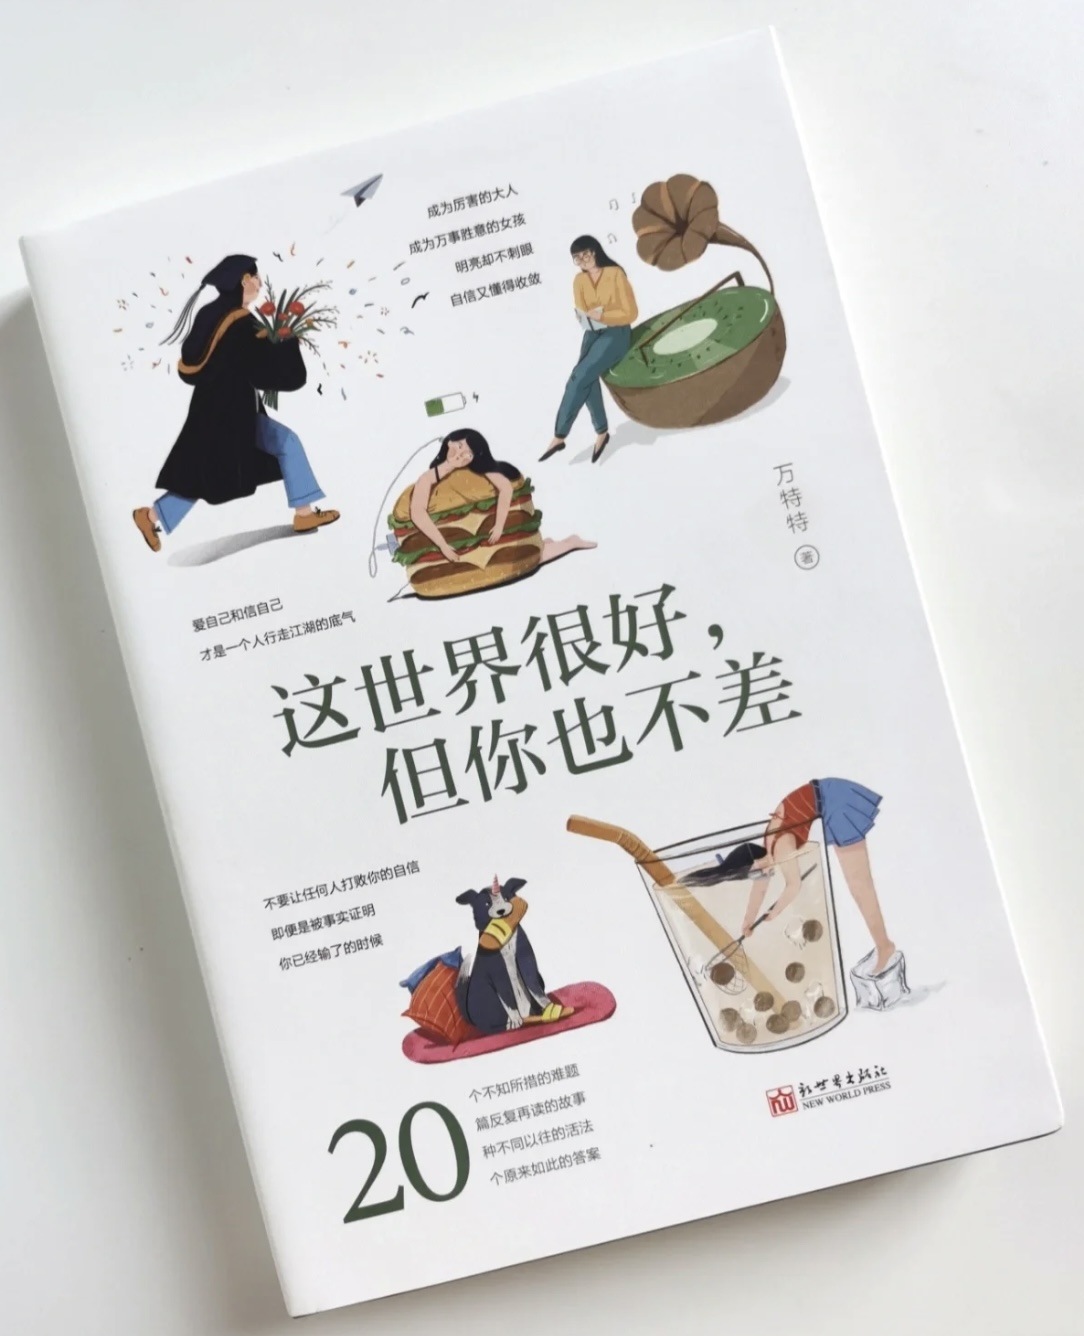 成为厉害的大人
成为万事胜意的女孩
明亮却不刺眼
自信又懂得收敛
万特特 著
爱自己和信自己
才是一个人行走江湖的底气
这世界很好，
但你也不差
不要让任何人打败你的自信
即便是被事实证明
你已经输了的时候
20
个不知所措的难题
篇反复再读的故事
种不同以往的活法
个原来如此的答案
新世界出版社
NEW WORLD PRESS